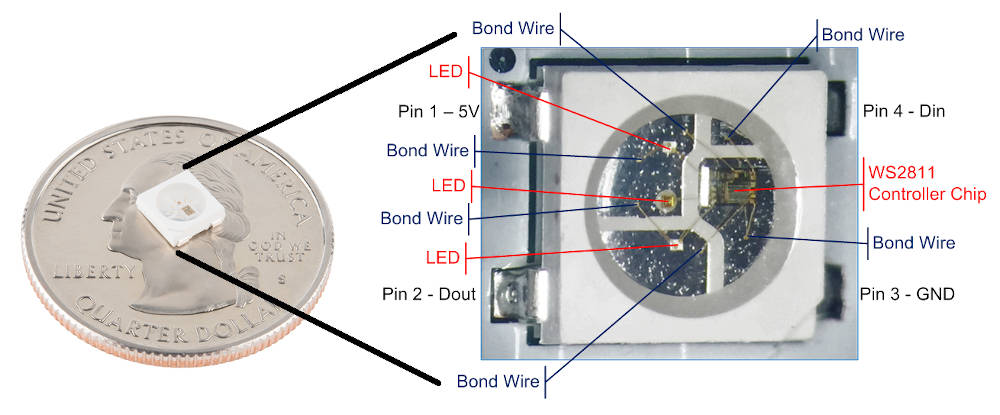 UNITED STATES OF AMERICA
LIBERTY
IN
GOD WE
TRUST
S
QUARTER DOLLAR
Bond Wire
Bond Wire
LED
Pin 1 – 5V
Pin 4 - Din
Bond Wire
LED
WS2811
Controller Chip
Bond Wire
LED
Bond Wire
Pin 2 - Dout
Pin 3 - GND
Bond Wire